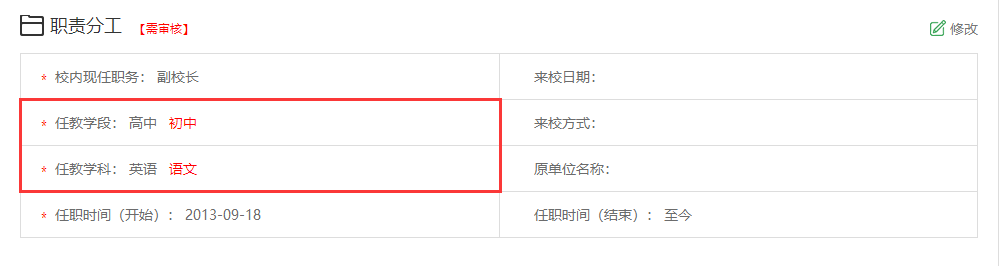 职责分工 【需审核】 修改
* 校内现任职务: 副校长 来校日期:
* 任教学段: 高中 初中 来校方式:
* 任教学科: 英语 语文 原单位名称:
* 任职时间（开始）: 2013-09-18 任职时间（结束）: 至今